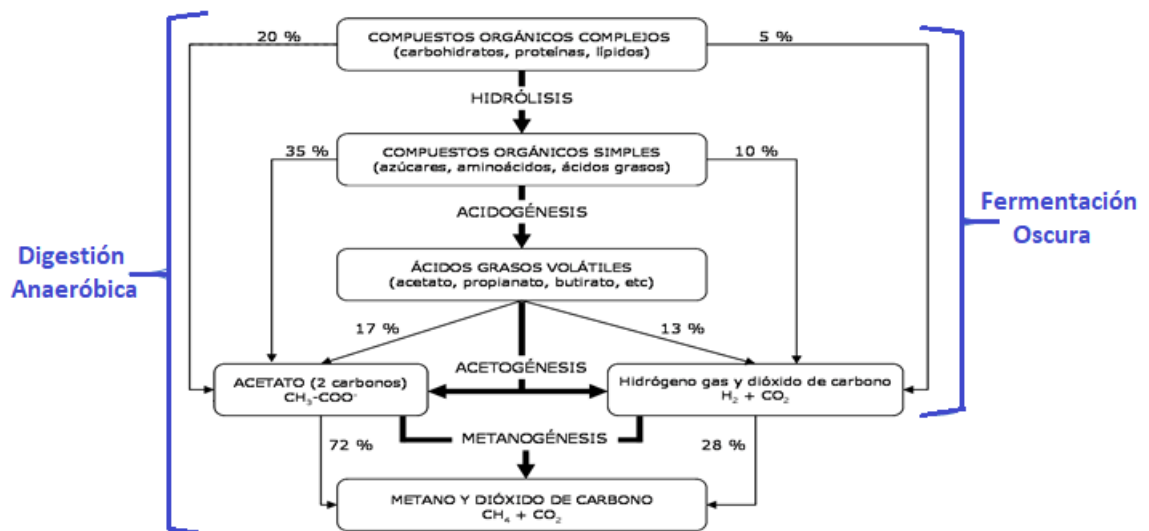 20 %
COMPUESTOS ORGÁNICOS COMPLEJOS
(carbohidratos, proteínas, lípidos)
5 %
HIDRÓLISIS
35 %
COMPUESTOS ORGÁNICOS SIMPLES
(azúcares, aminoácidos, ácidos grasos)
10 %
ACIDOGÉNESIS
Digestión
Anaeróbica
Fermentación
Oscura
ÁCIDOS GRASOS VOLÁTILES
(acetato, propianato, butirato, etc)
17 %
13 %
ACETOGÉNESIS
ACETATO (2 carbonos)
CH₃-COO⁻
Hidrógeno gas y dióxido de carbono
H₂ + CO₂
72 %
METANOGÉNESIS
28 %
METANO Y DIÓXIDO DE CARBONO
CH₄ + CO₂